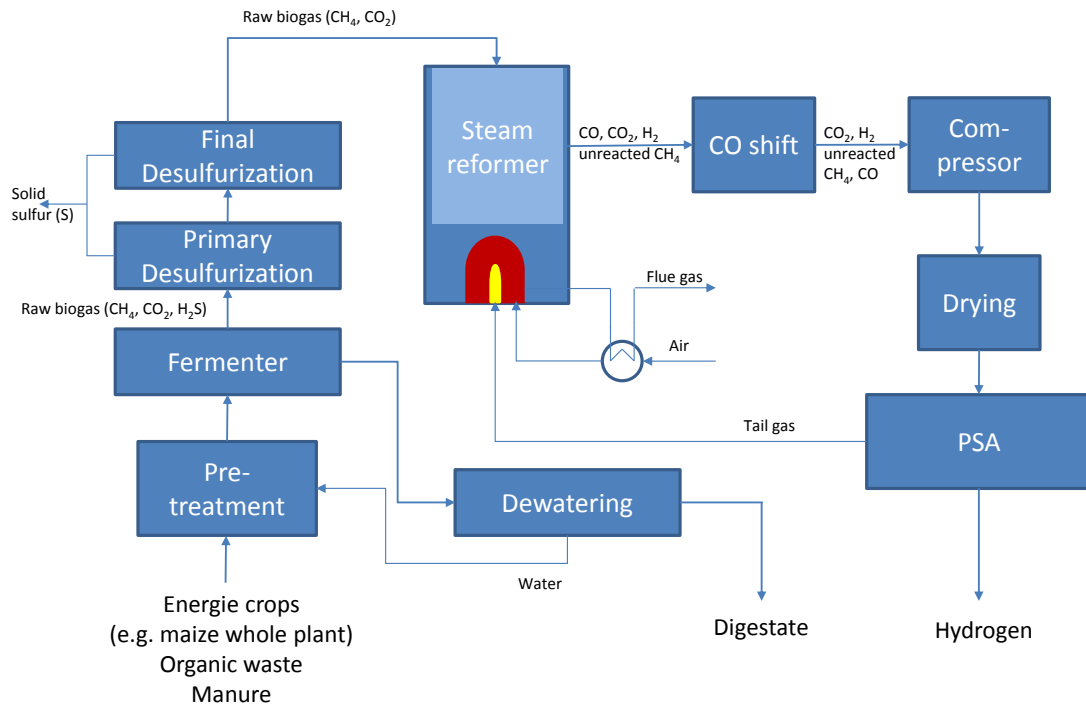 Raw biogas (CH₄, CO₂)
Final
Desulfurization
Solid
sulfur (S)
Primary
Desulfurization
Raw biogas (CH₄, CO₂, H₂S)
Fermenter
Pre-
treatment
Energie crops
(e.g. maize whole plant)
Organic waste
Manure
Steam
reformer
CO, CO₂, H₂
unreacted CH₄
CO shift
CO₂, H₂
unreacted
CH₄, CO
Com-
pressor
Flue gas
Air
Drying
Tail gas
PSA
Dewatering
Water
Digestate
Hydrogen